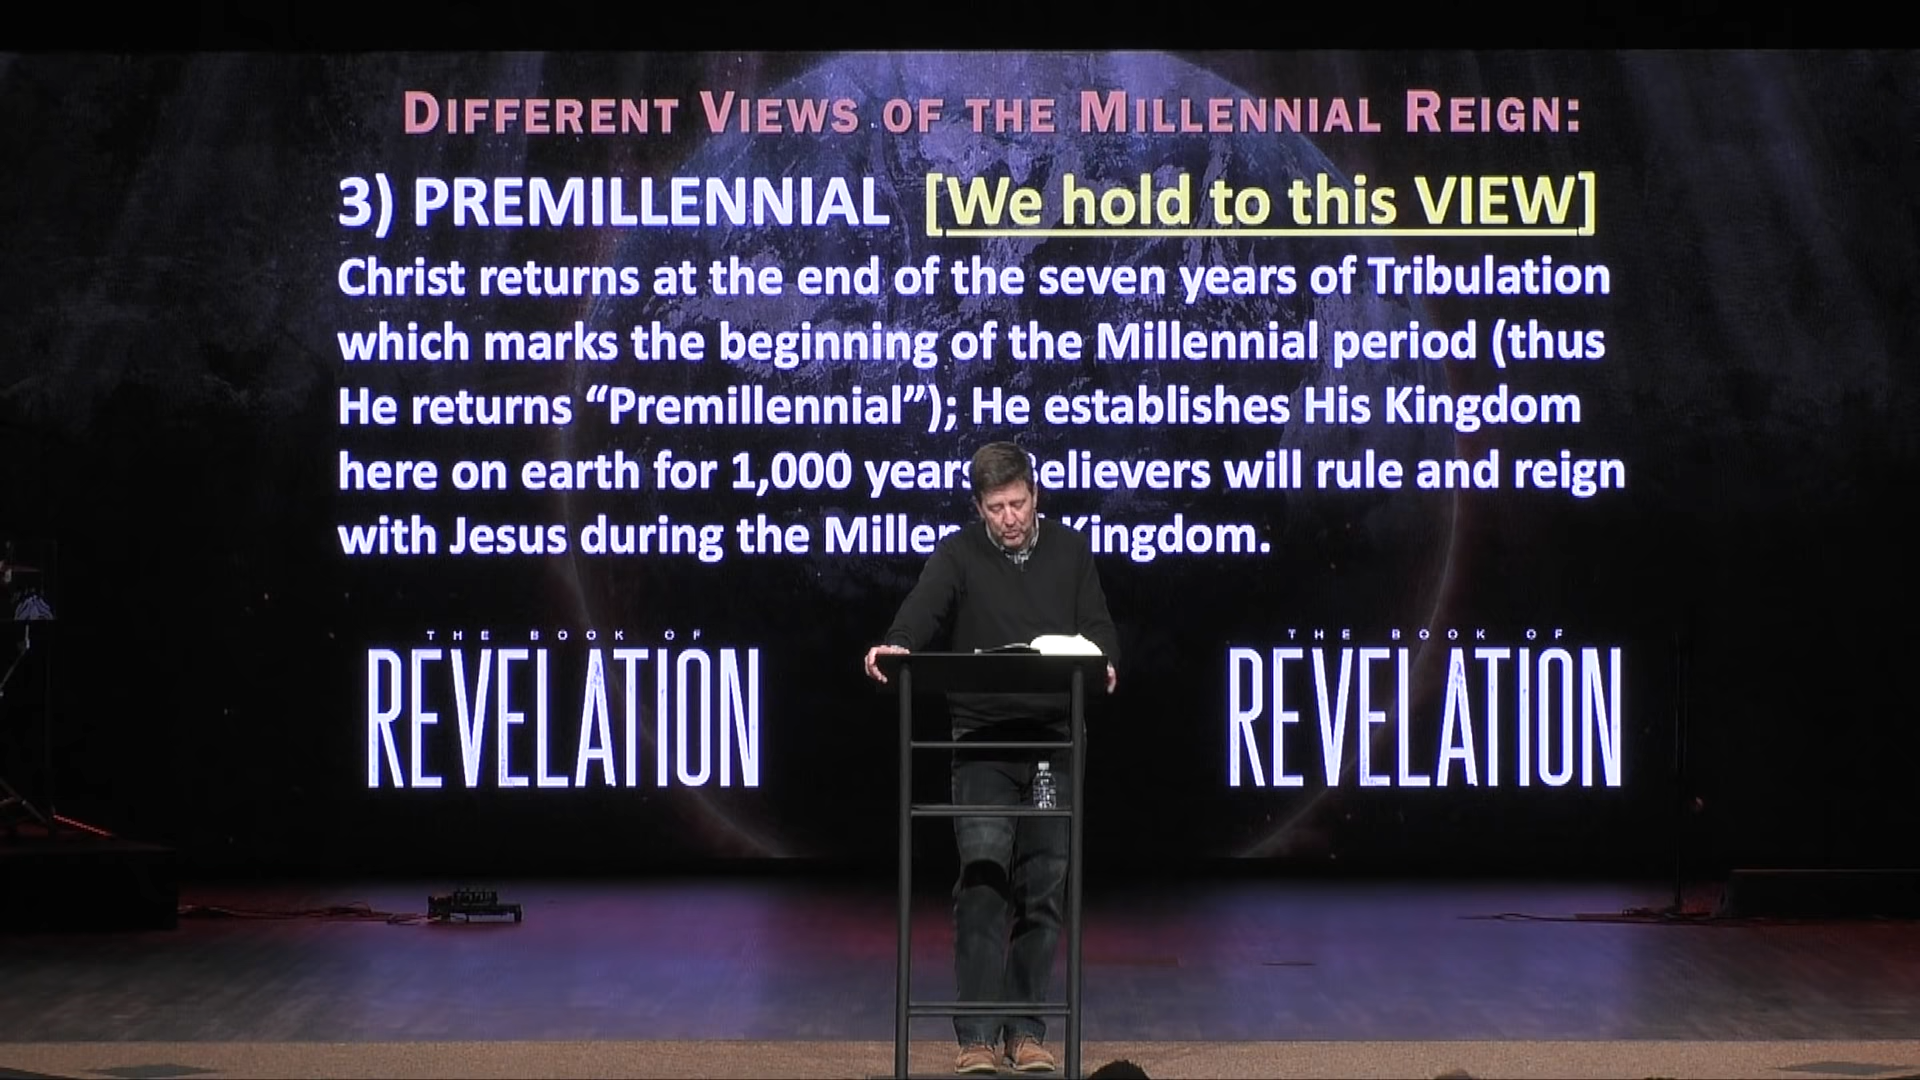 DIFFERENT VIEWS OF THE MILLENNIAL REIGN:
3) PREMILLENNIAL [We hold to this VIEW]
Christ returns at the end of the seven years of Tribulation
which marks the beginning of the Millennial period (thus
He returns “Premillennial”); He establishes His Kingdom
here on earth for 1,000 years Believers will rule and reign
with Jesus during the Kingdom.
THE BOOK OF
REVELATION
THE BOOK OF
REVELATION